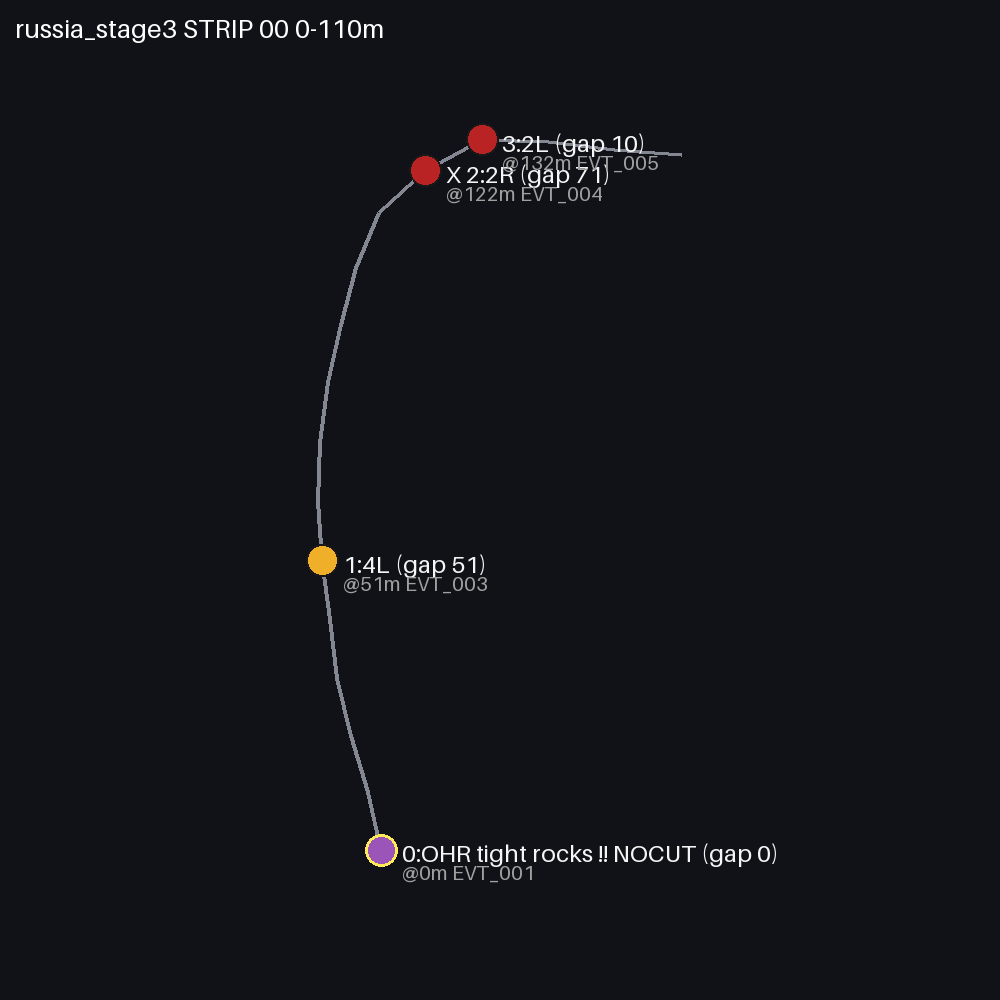 russia_stage3 STRIP 00 0-110m
3:2L (gap 10)
@132m EVT_005
X 2:2R (gap 71)
@122m EVT_004
1:4L (gap 51)
@51m EVT_003
0:OHR tight rocks !! NOCUT (gap 0)
@0m EVT_001